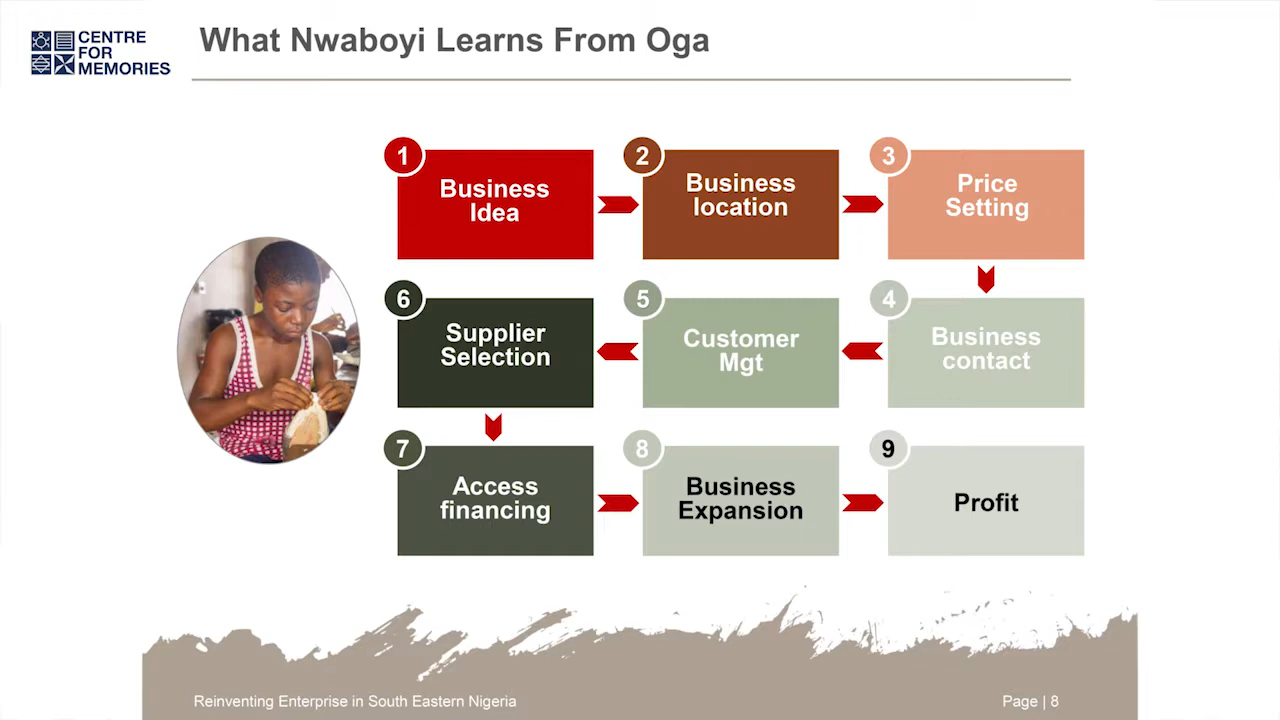 CENTRE
FOR
MEMORIES
What Nwaboyi Learns From Oga
1
Business
Idea
2
Business
location
3
Price
Setting
4
Business
contact
5
Customer
Mgt
6
Supplier
Selection
7
Access
financing
8
Business
Expansion
9
Profit
Reinventing Enterprise in South Eastern Nigeria
Page | 8